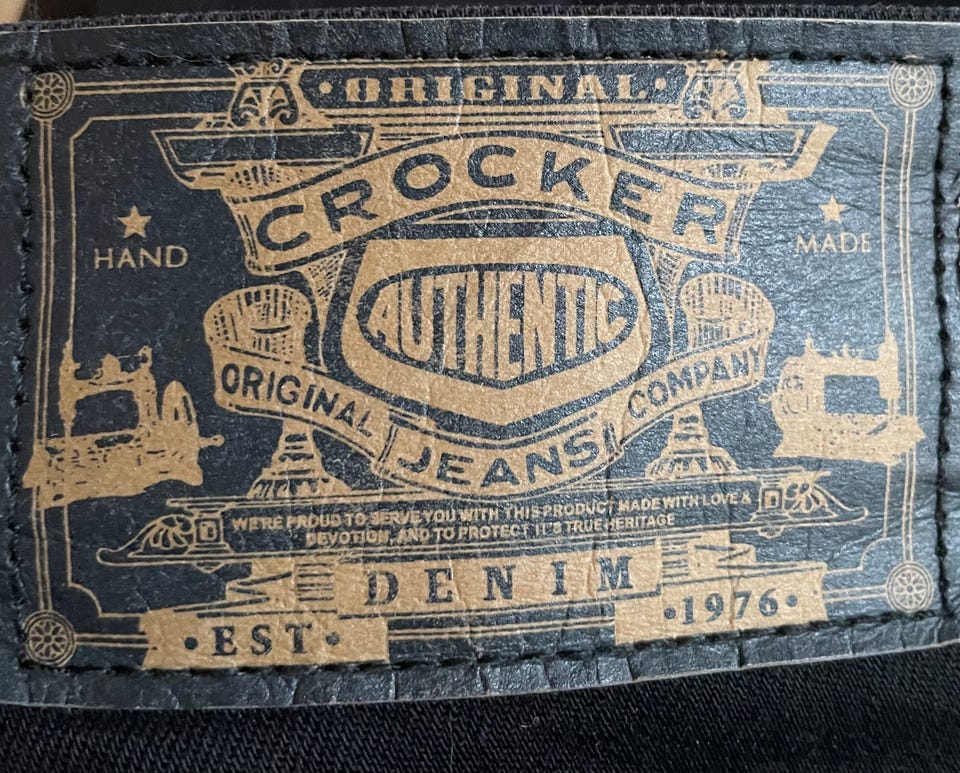 •ORIGINAL•
CROCKER
HAND
MADE
AUTHENTIC
ORIGINAL JEANS COMPANY
WE'RE PROUD TO SERVE YOU WITH THIS PRODUCT MADE WITH LOVE &
DEVOTION, AND TO PROTECT IT'S TRUE HERITAGE
DENIM
•EST•
•1976•